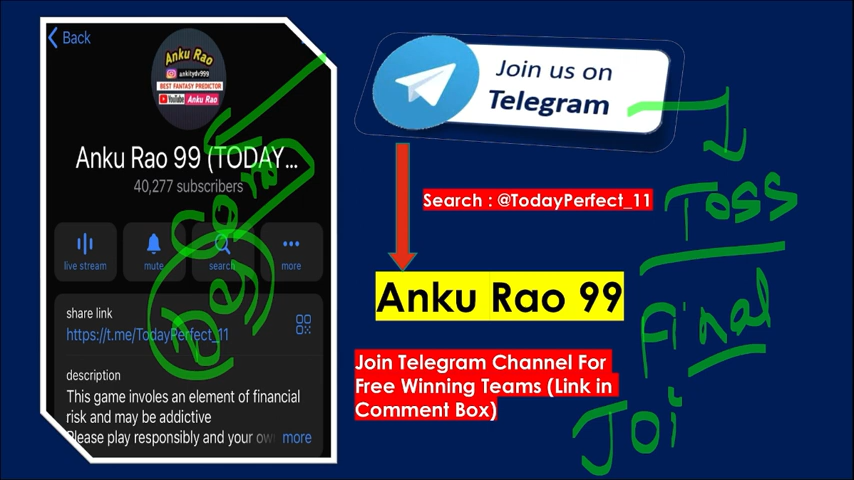 Back
Anku Rao
ankitydv999
BEST FANTASY PREDICTOR
YouTube Anku Rao
Anku Rao 99 (TODAY...
40,277 subscribers
live stream
mute
search
more
share link
https://t.me/TodayPerfect_11
description
This game involes an element of financial
risk and may be addictive
Please play responsibly and your own more
Join us on
Telegram
Search : @TodayPerfect_11
Anku Rao 99
Join Telegram Channel For
Free Winning Teams (Link in
Comment Box)
Toss
Final
Joi